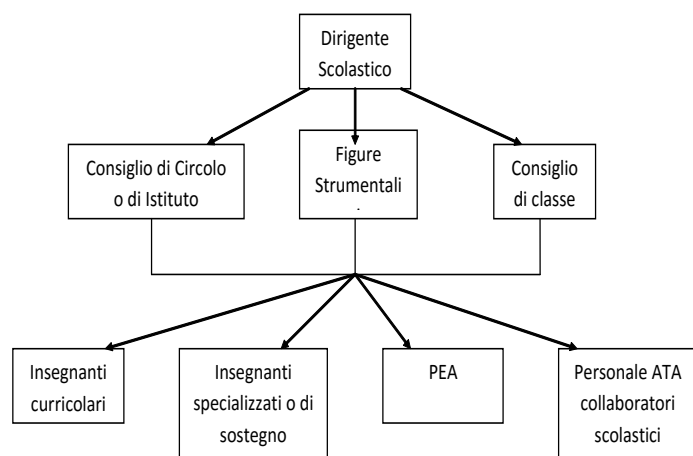 Dirigente
Scolastico
Consiglio di Circolo
o di Istituto
Figure
Strumentali
.
Consiglio
di classe
Insegnanti
curricolari
Insegnanti
specializzati o di
sostegno
PEA
Personale ATA
collaboratori
scolastici